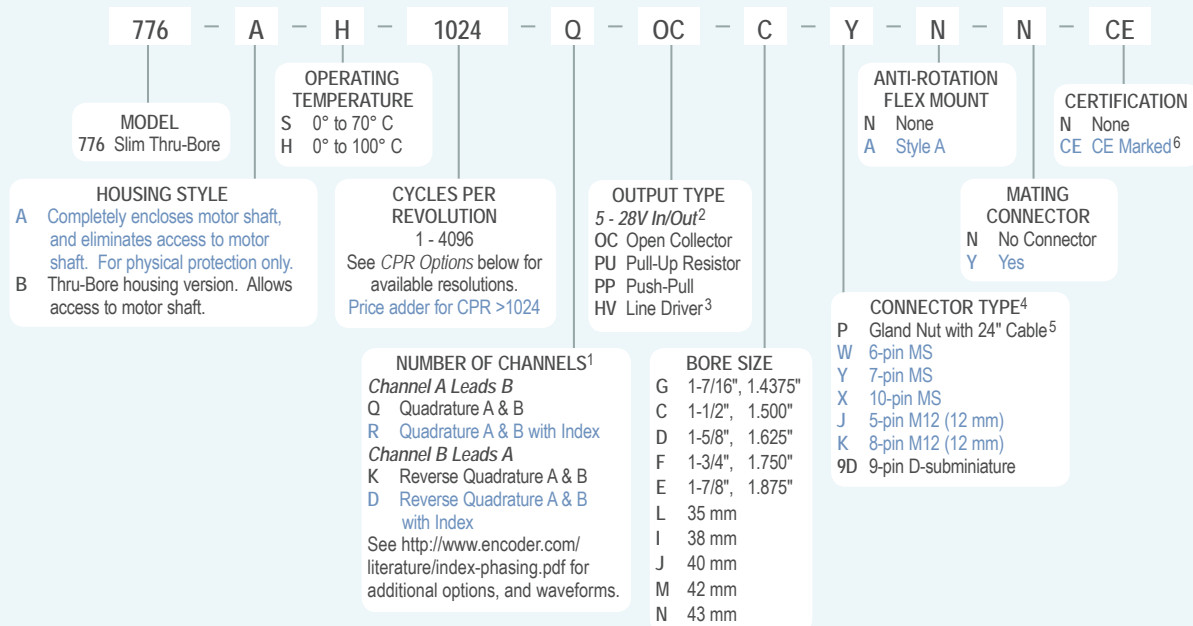 776 – A – H – 1024 – Q – OC – C – Y – N – N – CE
MODEL
776 Slim Thru-Bore
OPERATING
TEMPERATURE
S 0° to 70° C
H 0° to 100° C
ANTI-ROTATION
FLEX MOUNT
N None
A Style A
CERTIFICATION
N None
CE CE Marked6
HOUSING STYLE
A Completely encloses motor shaft,
and eliminates access to motor
shaft. For physical protection only.
B Thru-Bore housing version. Allows
access to motor shaft.
CYCLES PER
REVOLUTION
1 - 4096
See CPR Options below for
available resolutions.
Price adder for CPR >1024
OUTPUT TYPE
5 - 28V In/Out2
OC Open Collector
PU Pull-Up Resistor
PP Push-Pull
HV Line Driver3
MATING
CONNECTOR
N No Connector
Y Yes
NUMBER OF CHANNELS1
Channel A Leads B
Q Quadrature A & B
R Quadrature A & B with Index
Channel B Leads A
K Reverse Quadrature A & B
D Reverse Quadrature A & B
with Index
See http://www.encoder.com/
literature/index-phasing.pdf for
additional options, and waveforms.
BORE SIZE
G 1-7/16", 1.4375"
C 1-1/2", 1.500"
D 1-5/8", 1.625"
F 1-3/4", 1.750"
E 1-7/8", 1.875"
L 35 mm
I 38 mm
J 40 mm
M 42 mm
N 43 mm
CONNECTOR TYPE4
P Gland Nut with 24" Cable5
W 6-pin MS
Y 7-pin MS
X 10-pin MS
J 5-pin M12 (12 mm)
K 8-pin M12 (12 mm)
9D 9-pin D-subminiature